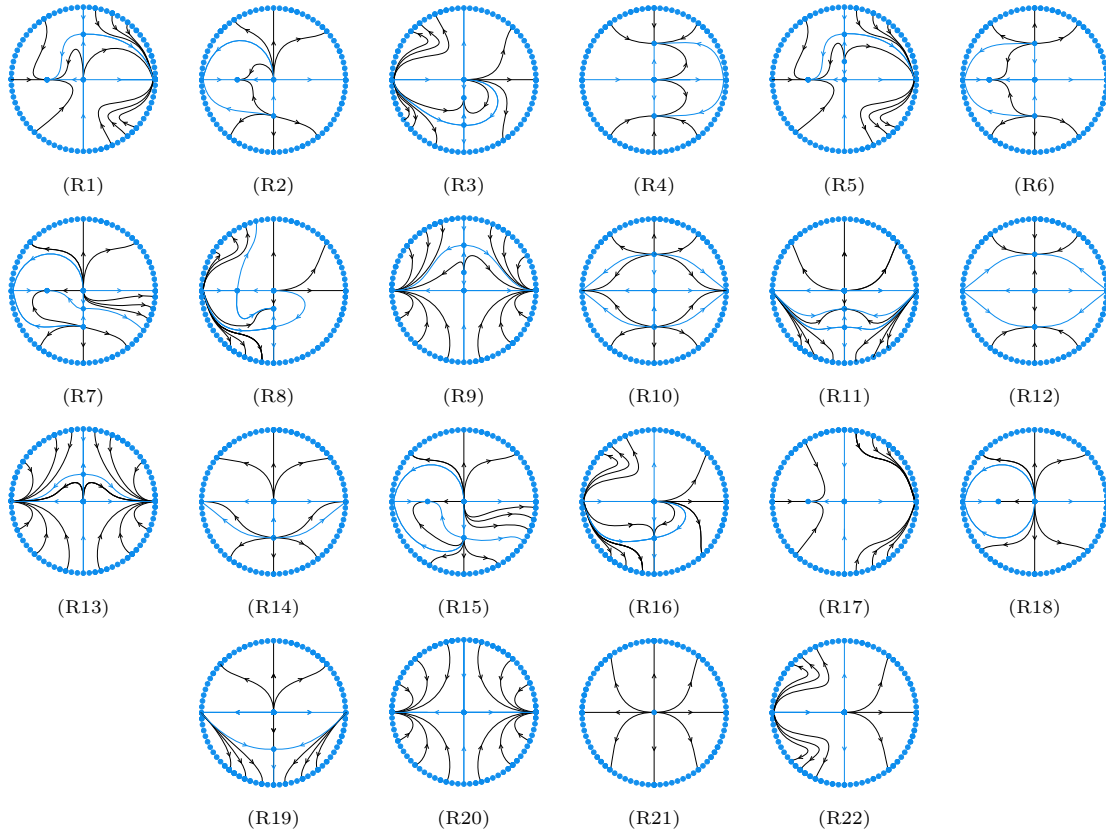 (R1) (R2) (R3) (R4) (R5) (R6)
(R7) (R8) (R9) (R10) (R11) (R12)
(R13) (R14) (R15) (R16) (R17) (R18)
(R19) (R20) (R21) (R22)